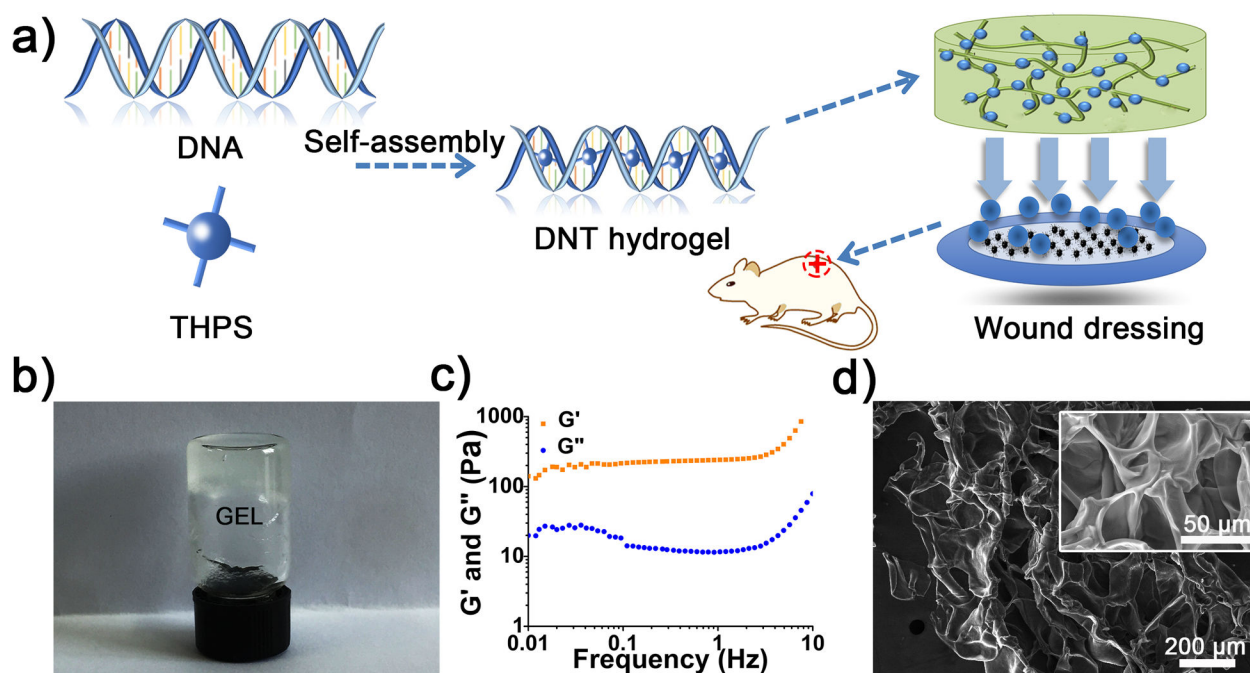 a)
DNA
Self-assembly
THPS
DNT hydrogel
Wound dressing
b)
GEL
c)
G' and G" (Pa)
1000
100
10
1
G'
G"
0.01
0.1
1
10
Frequency (Hz)
d)
50 µm
200 µm